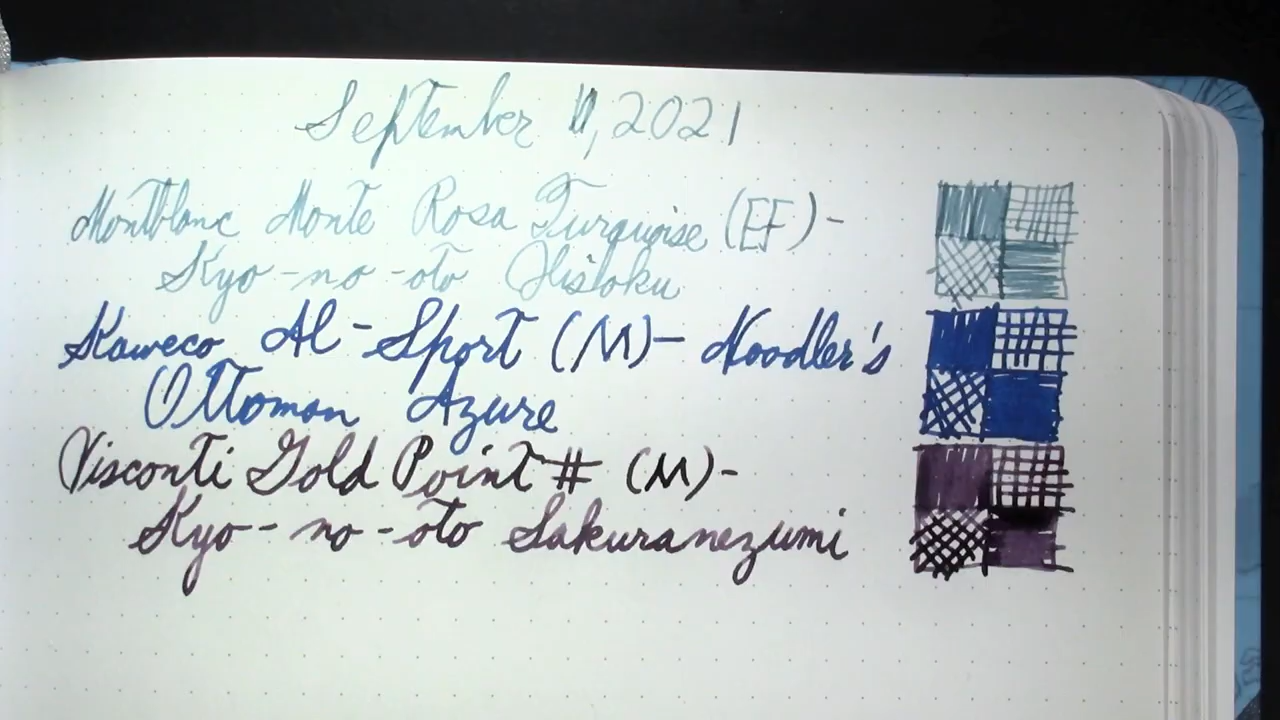 September 11, 2021
Montblanc Monte Rosa Turquoise (EF) -
Kyo-no-oto Hisoku
Kaweco Al-Sport (M) - Noodler's
Ottoman Azure
Visconti Gold Point # (M) -
Kyo-no-oto Sakuranezumi